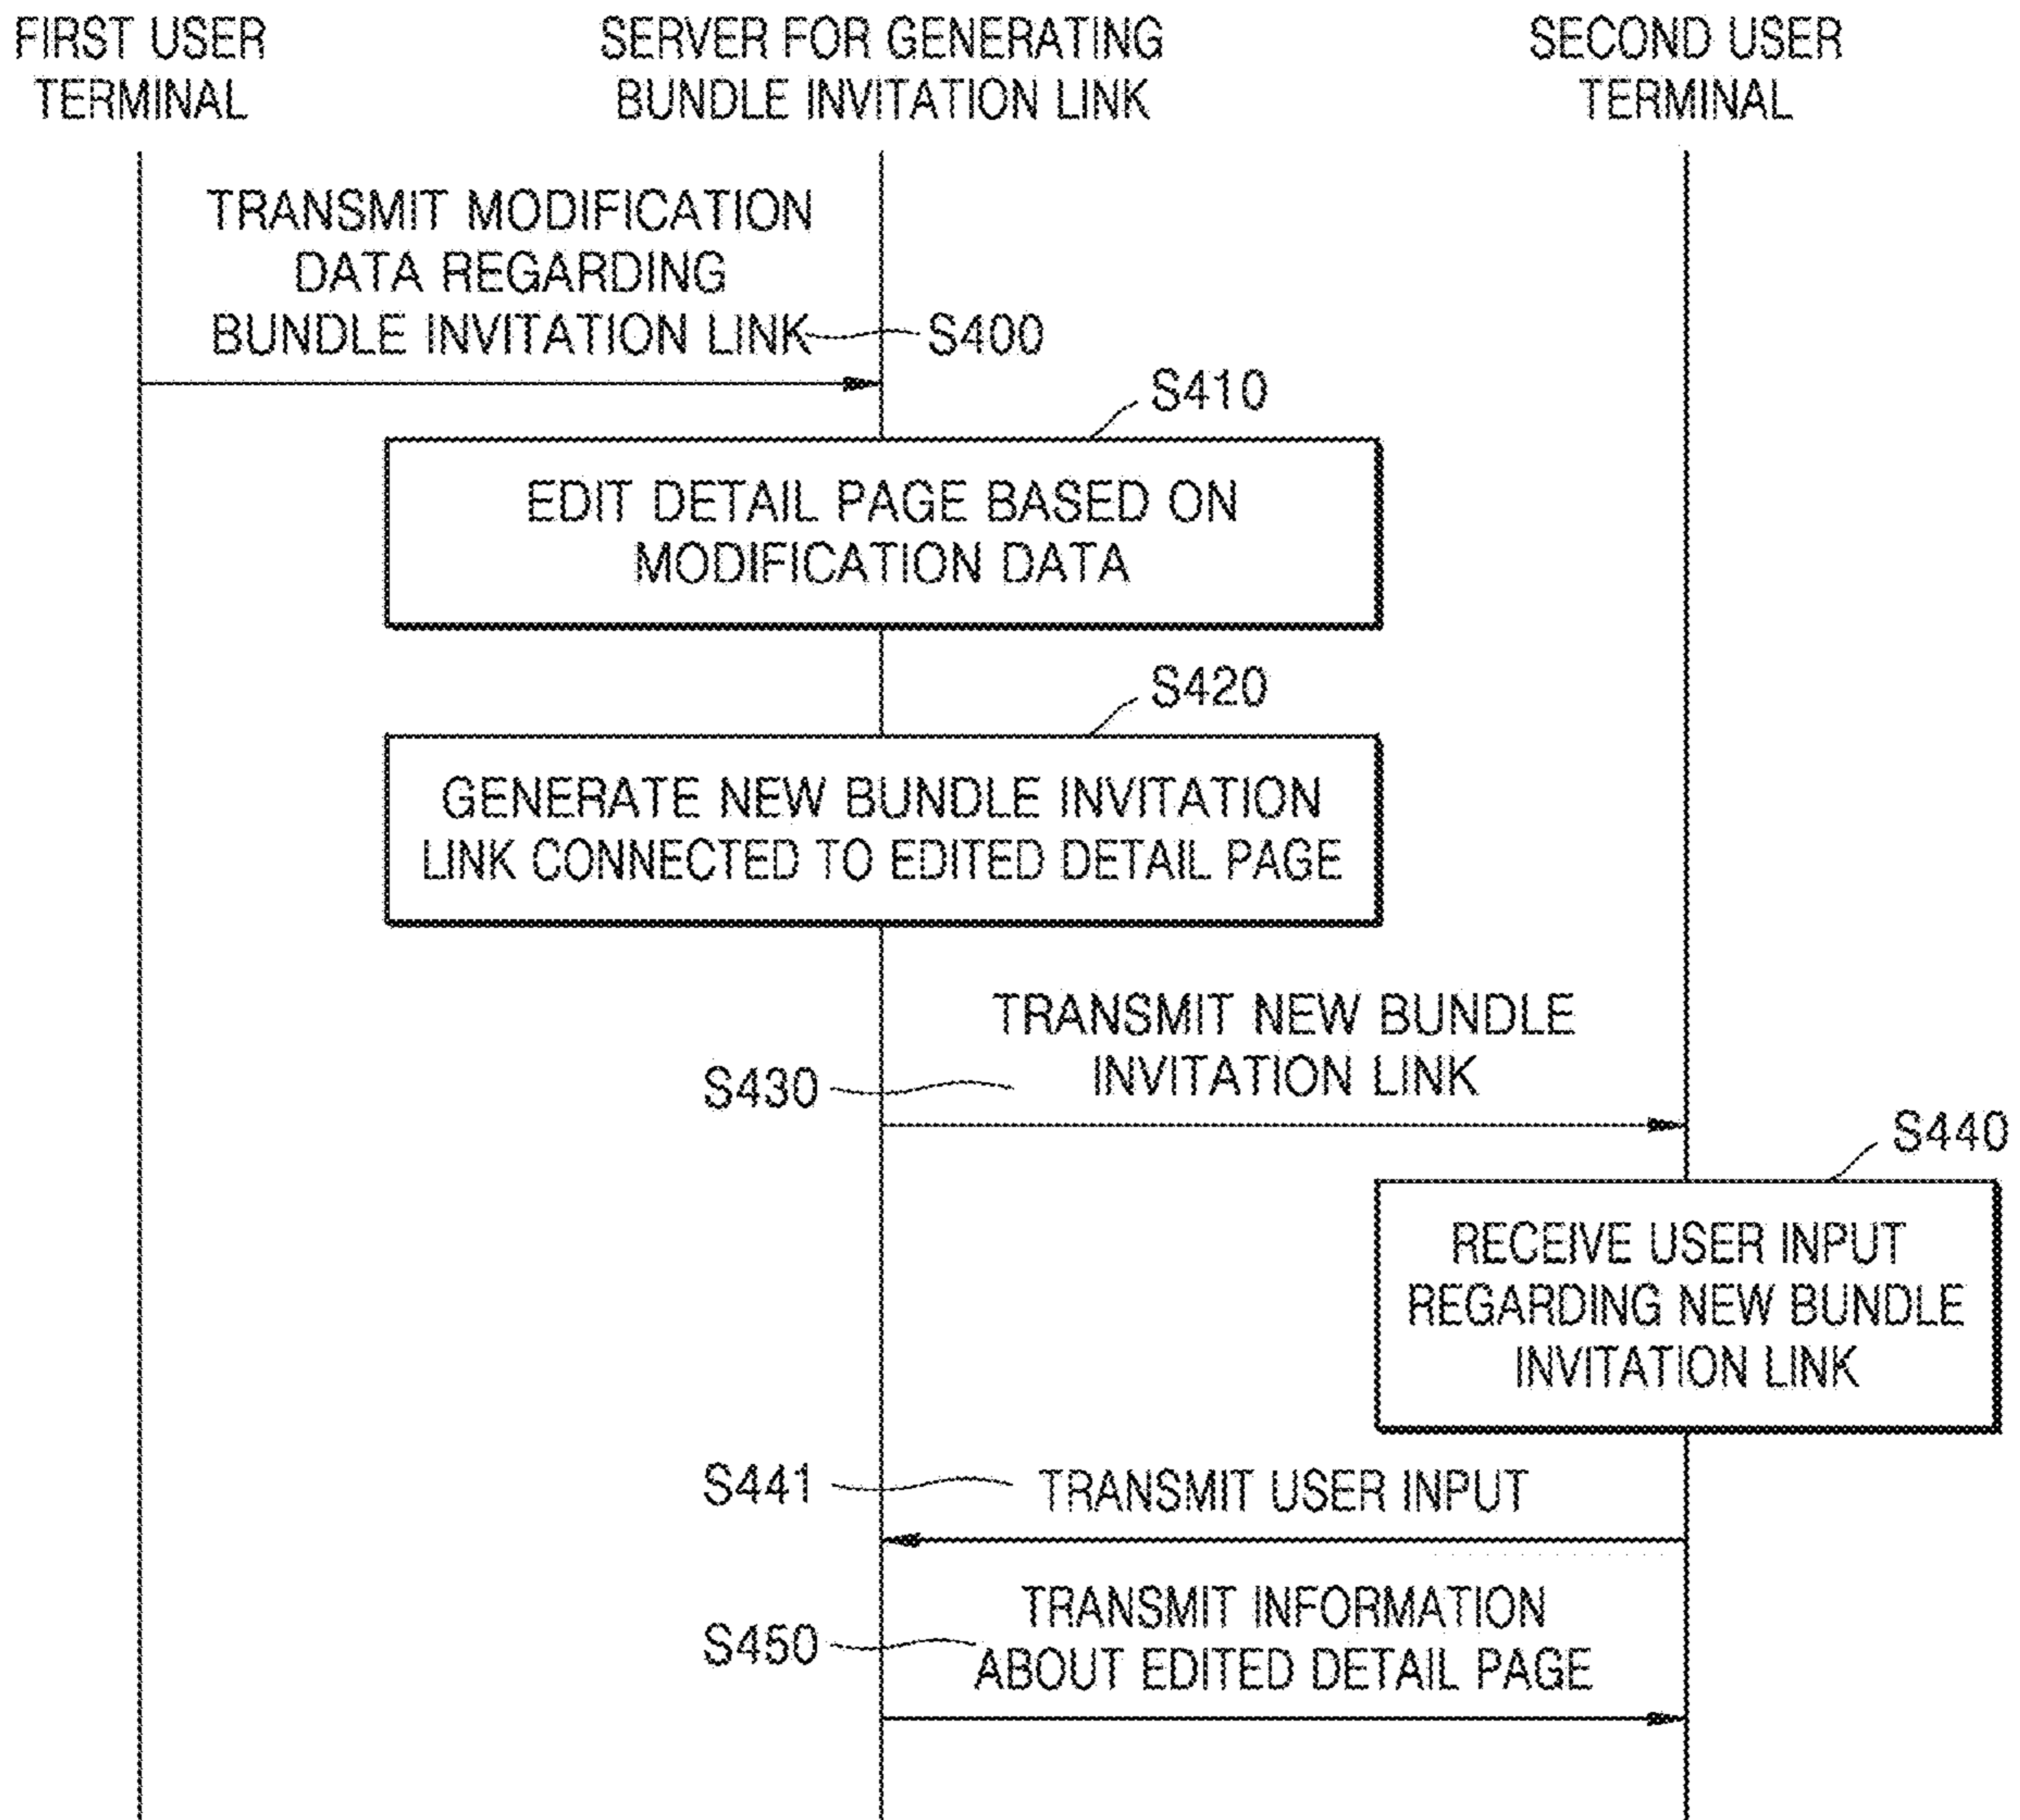 FIRST USER
TERMINAL
SERVER FOR GENERATING
BUNDLE INVITATION LINK
SECOND USER
TERMINAL
TRANSMIT MODIFICATION
DATA REGARDING
BUNDLE INVITATION LINK
S400
S410
EDIT DETAIL PAGE BASED ON
MODIFICATION DATA
S420
GENERATE NEW BUNDLE INVITATION
LINK CONNECTED TO EDITED DETAIL PAGE
TRANSMIT NEW BUNDLE
INVITATION LINK
S430
S440
RECEIVE USER INPUT
REGARDING NEW BUNDLE
INVITATION LINK
S441
TRANSMIT USER INPUT
TRANSMIT INFORMATION
ABOUT EDITED DETAIL PAGE
S450